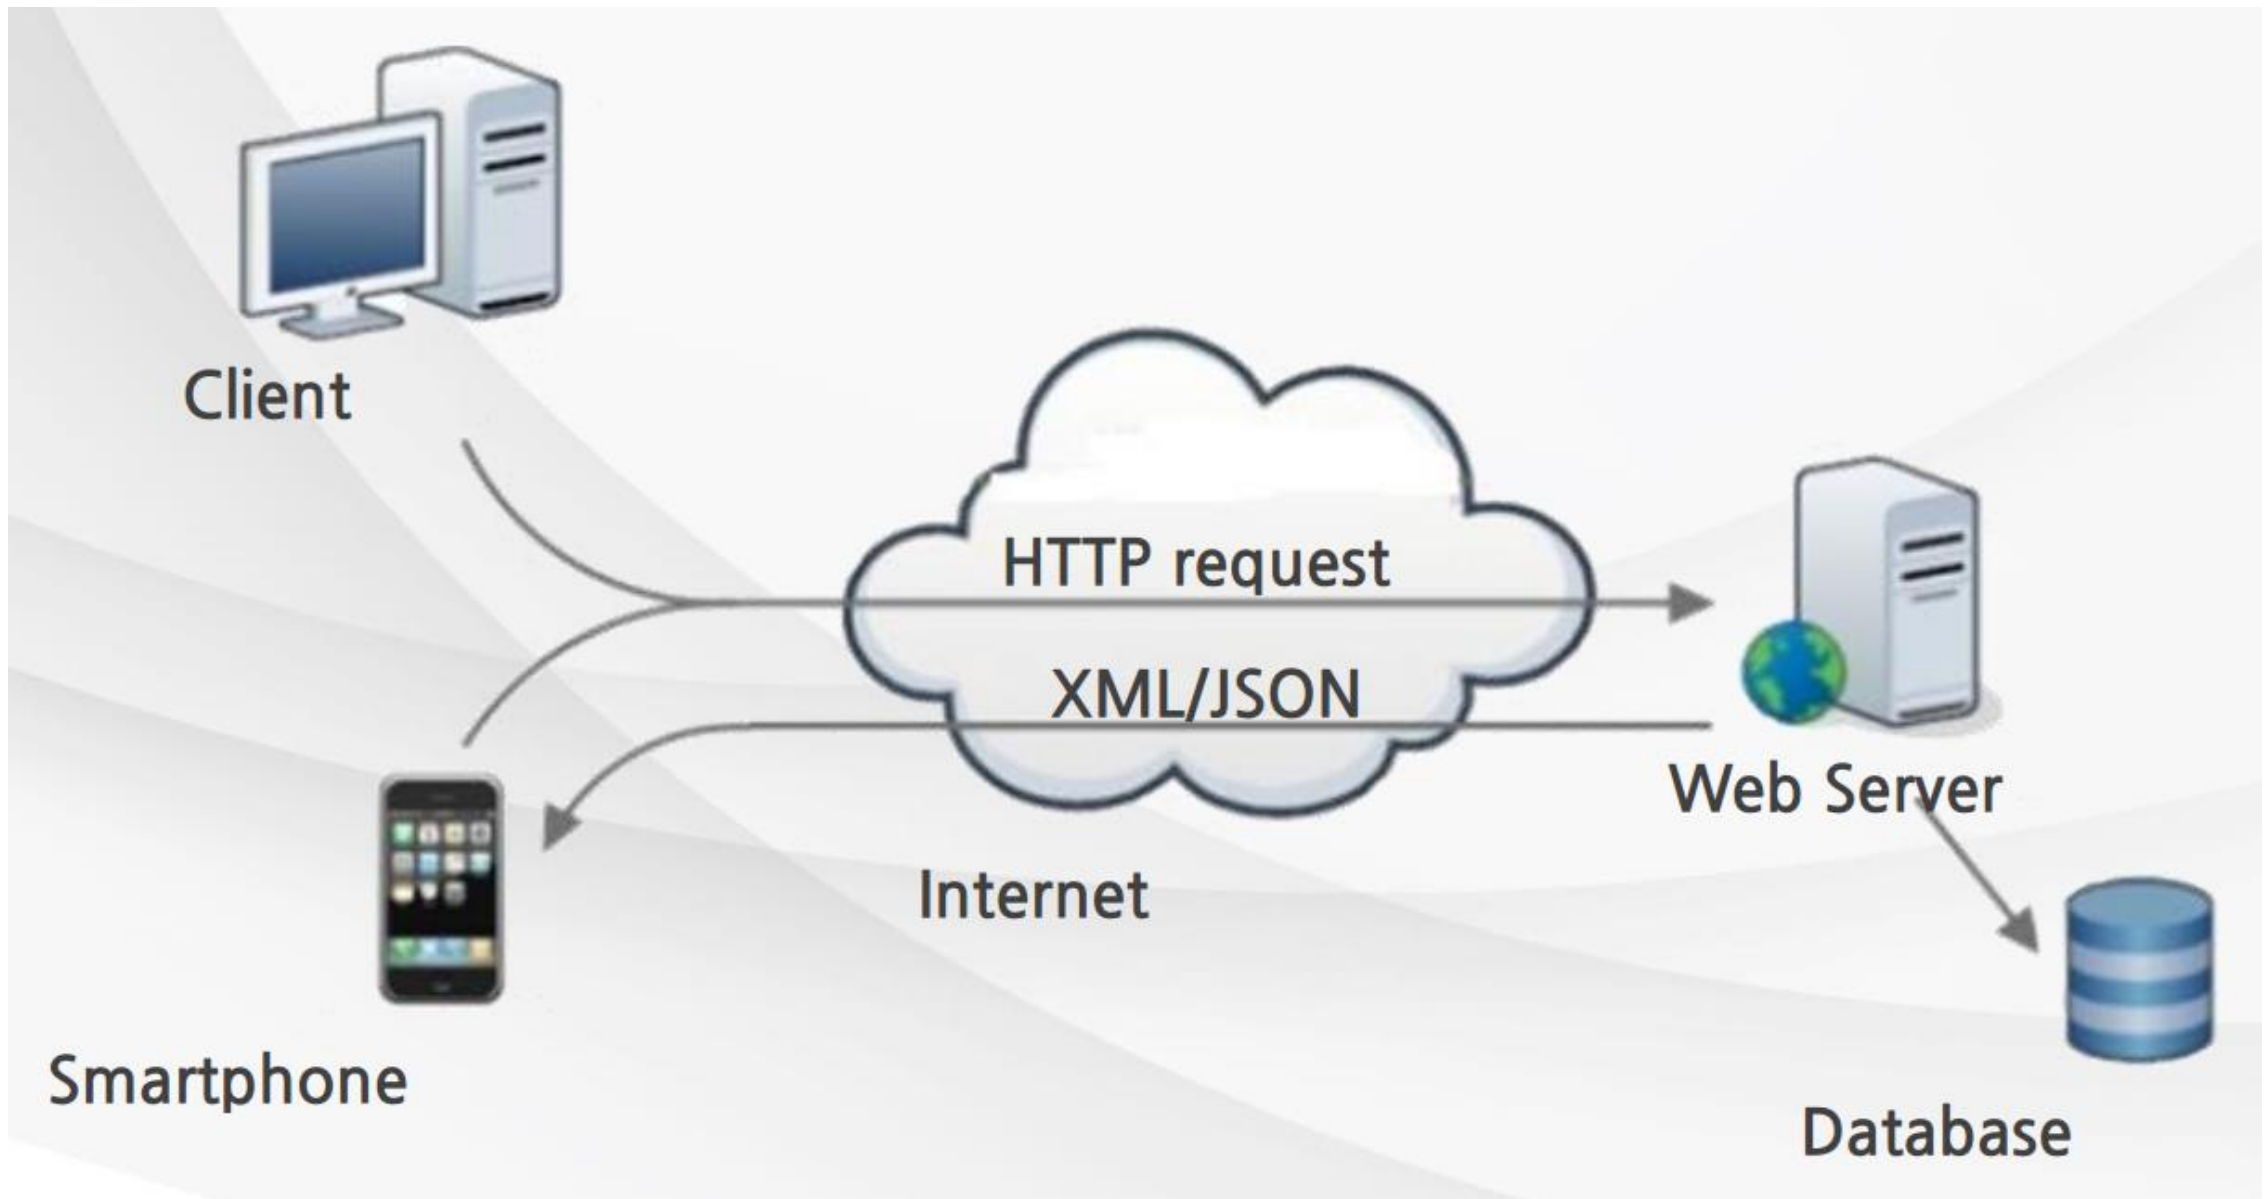 Client
HTTP request
XML/JSON
Web Server
Internet
Smartphone
Database